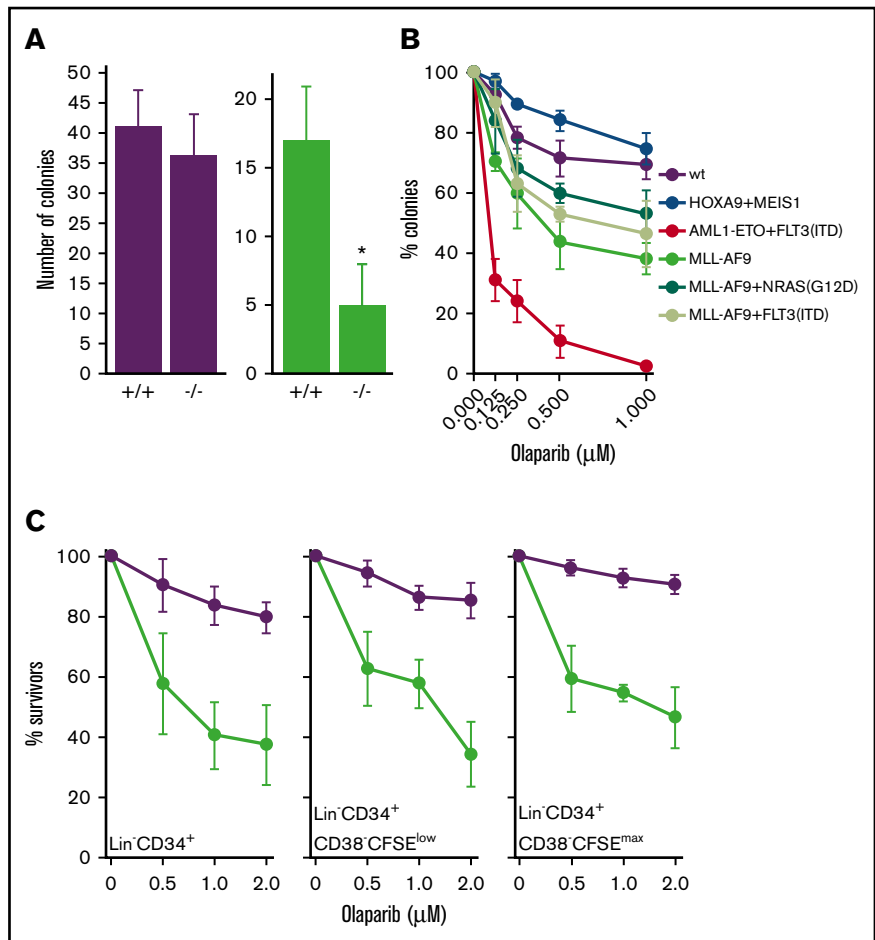 A
Number of colonies
50
45
40
35
30
25
20
15
10
5
0
+/+ -/-
20
15
10
5
0
*
+/+ -/-
B
% colonies
100
80
60
40
20
0
0.000
0.125
0.250
0.500
1.000
Olaparib (μM)
wt
HOXA9+MEIS1
AML1-ETO+FLT3(ITD)
MLL-AF9
MLL-AF9+NRAS(G12D)
MLL-AF9+FLT3(ITD)
C
% survivors
100
80
60
40
20
0
Lin⁻CD34⁺
0 0.5 1.0 2.0
Lin⁻CD34⁺
CD38⁻CFSE^low
0 0.5 1.0 2.0
Lin⁻CD34⁺
CD38⁻CFSE^max
0 0.5 1.0 2.0
Olaparib (μM)